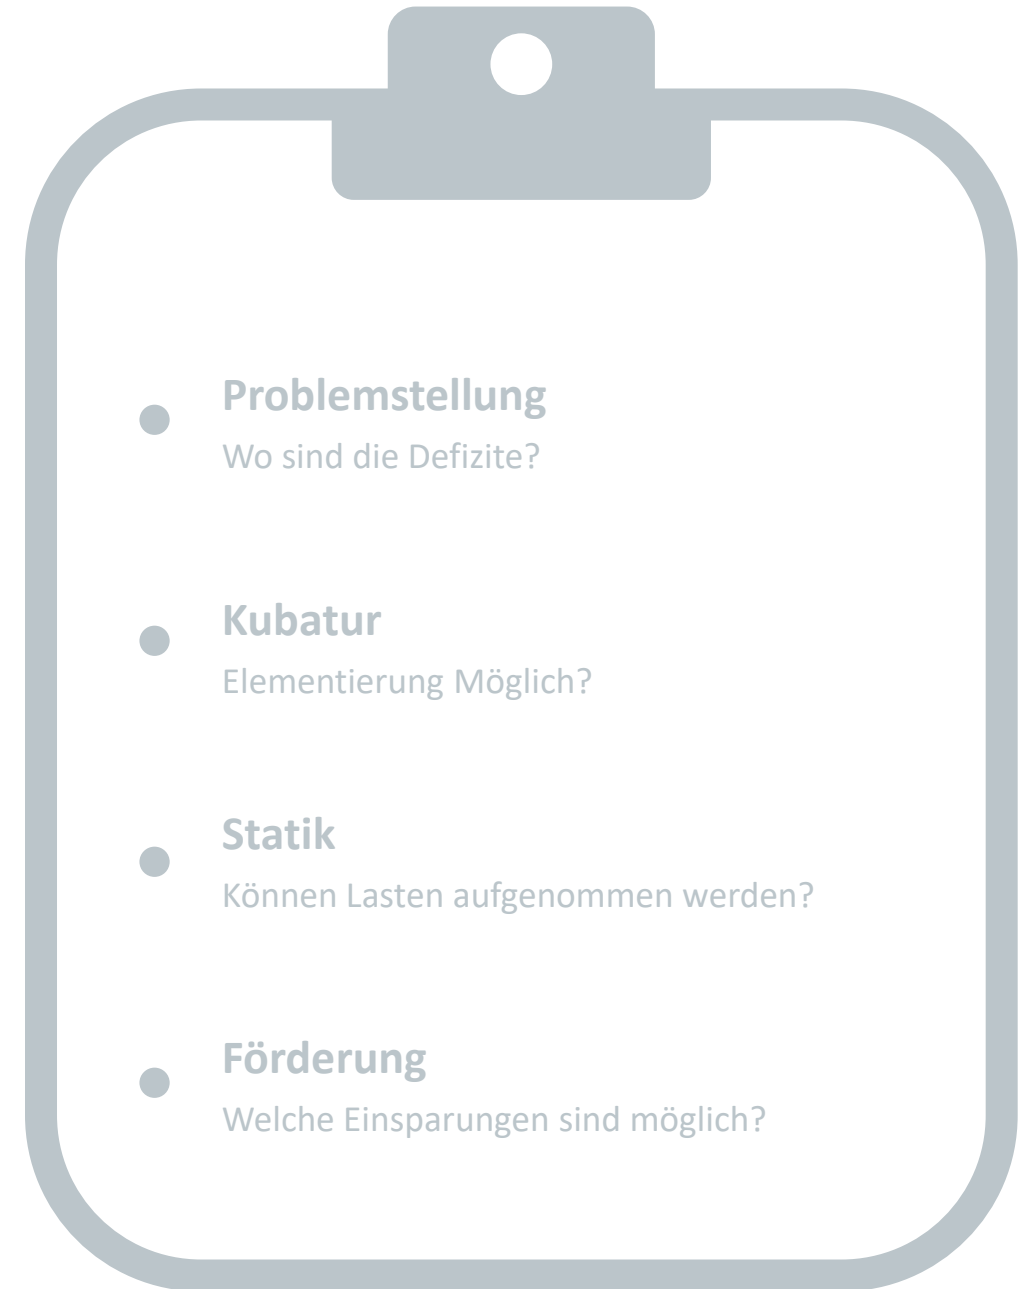 Problemstellung
Wo sind die Defizite?
Kubatur
Elementierung Möglich?
Statik
Können Lasten aufgenommen werden?
Förderung
Welche Einsparungen sind möglich?